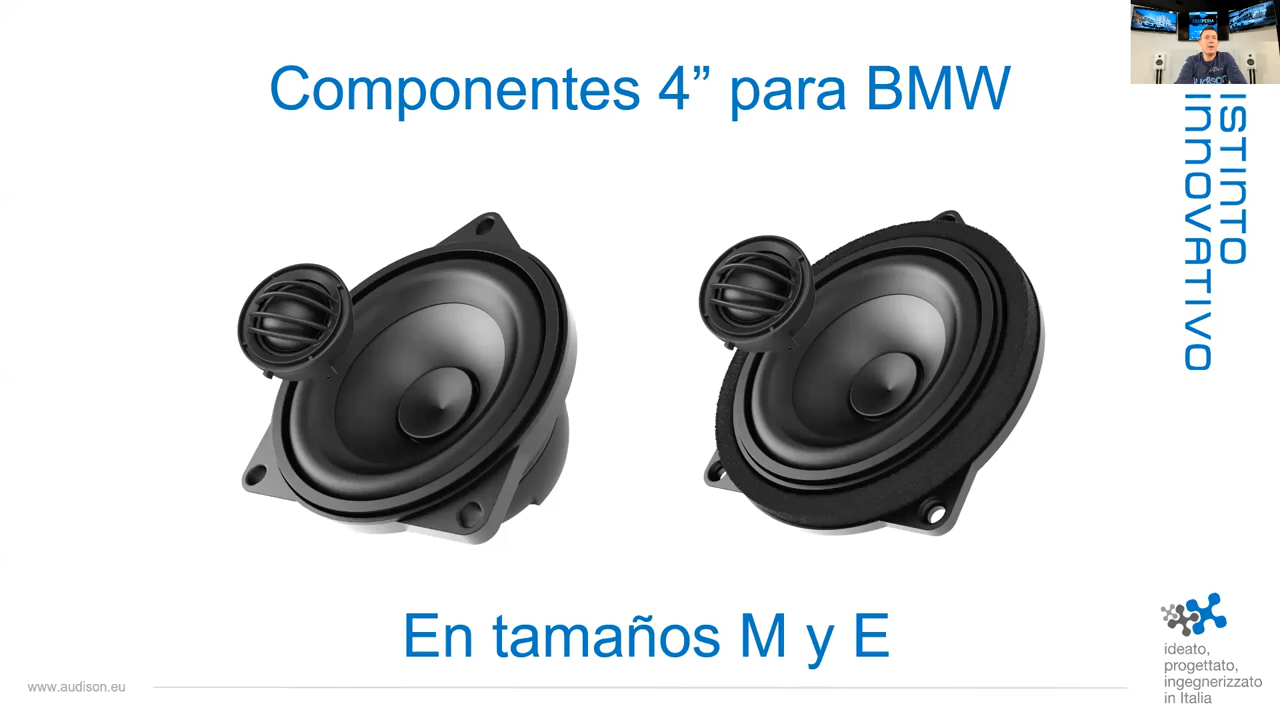 Componentes 4” para BMW
ISTINTO
INNOVATIVO
En tamaños M y E
www.audison.eu
ideato,
progettato,
ingegnerizzato
in Italia